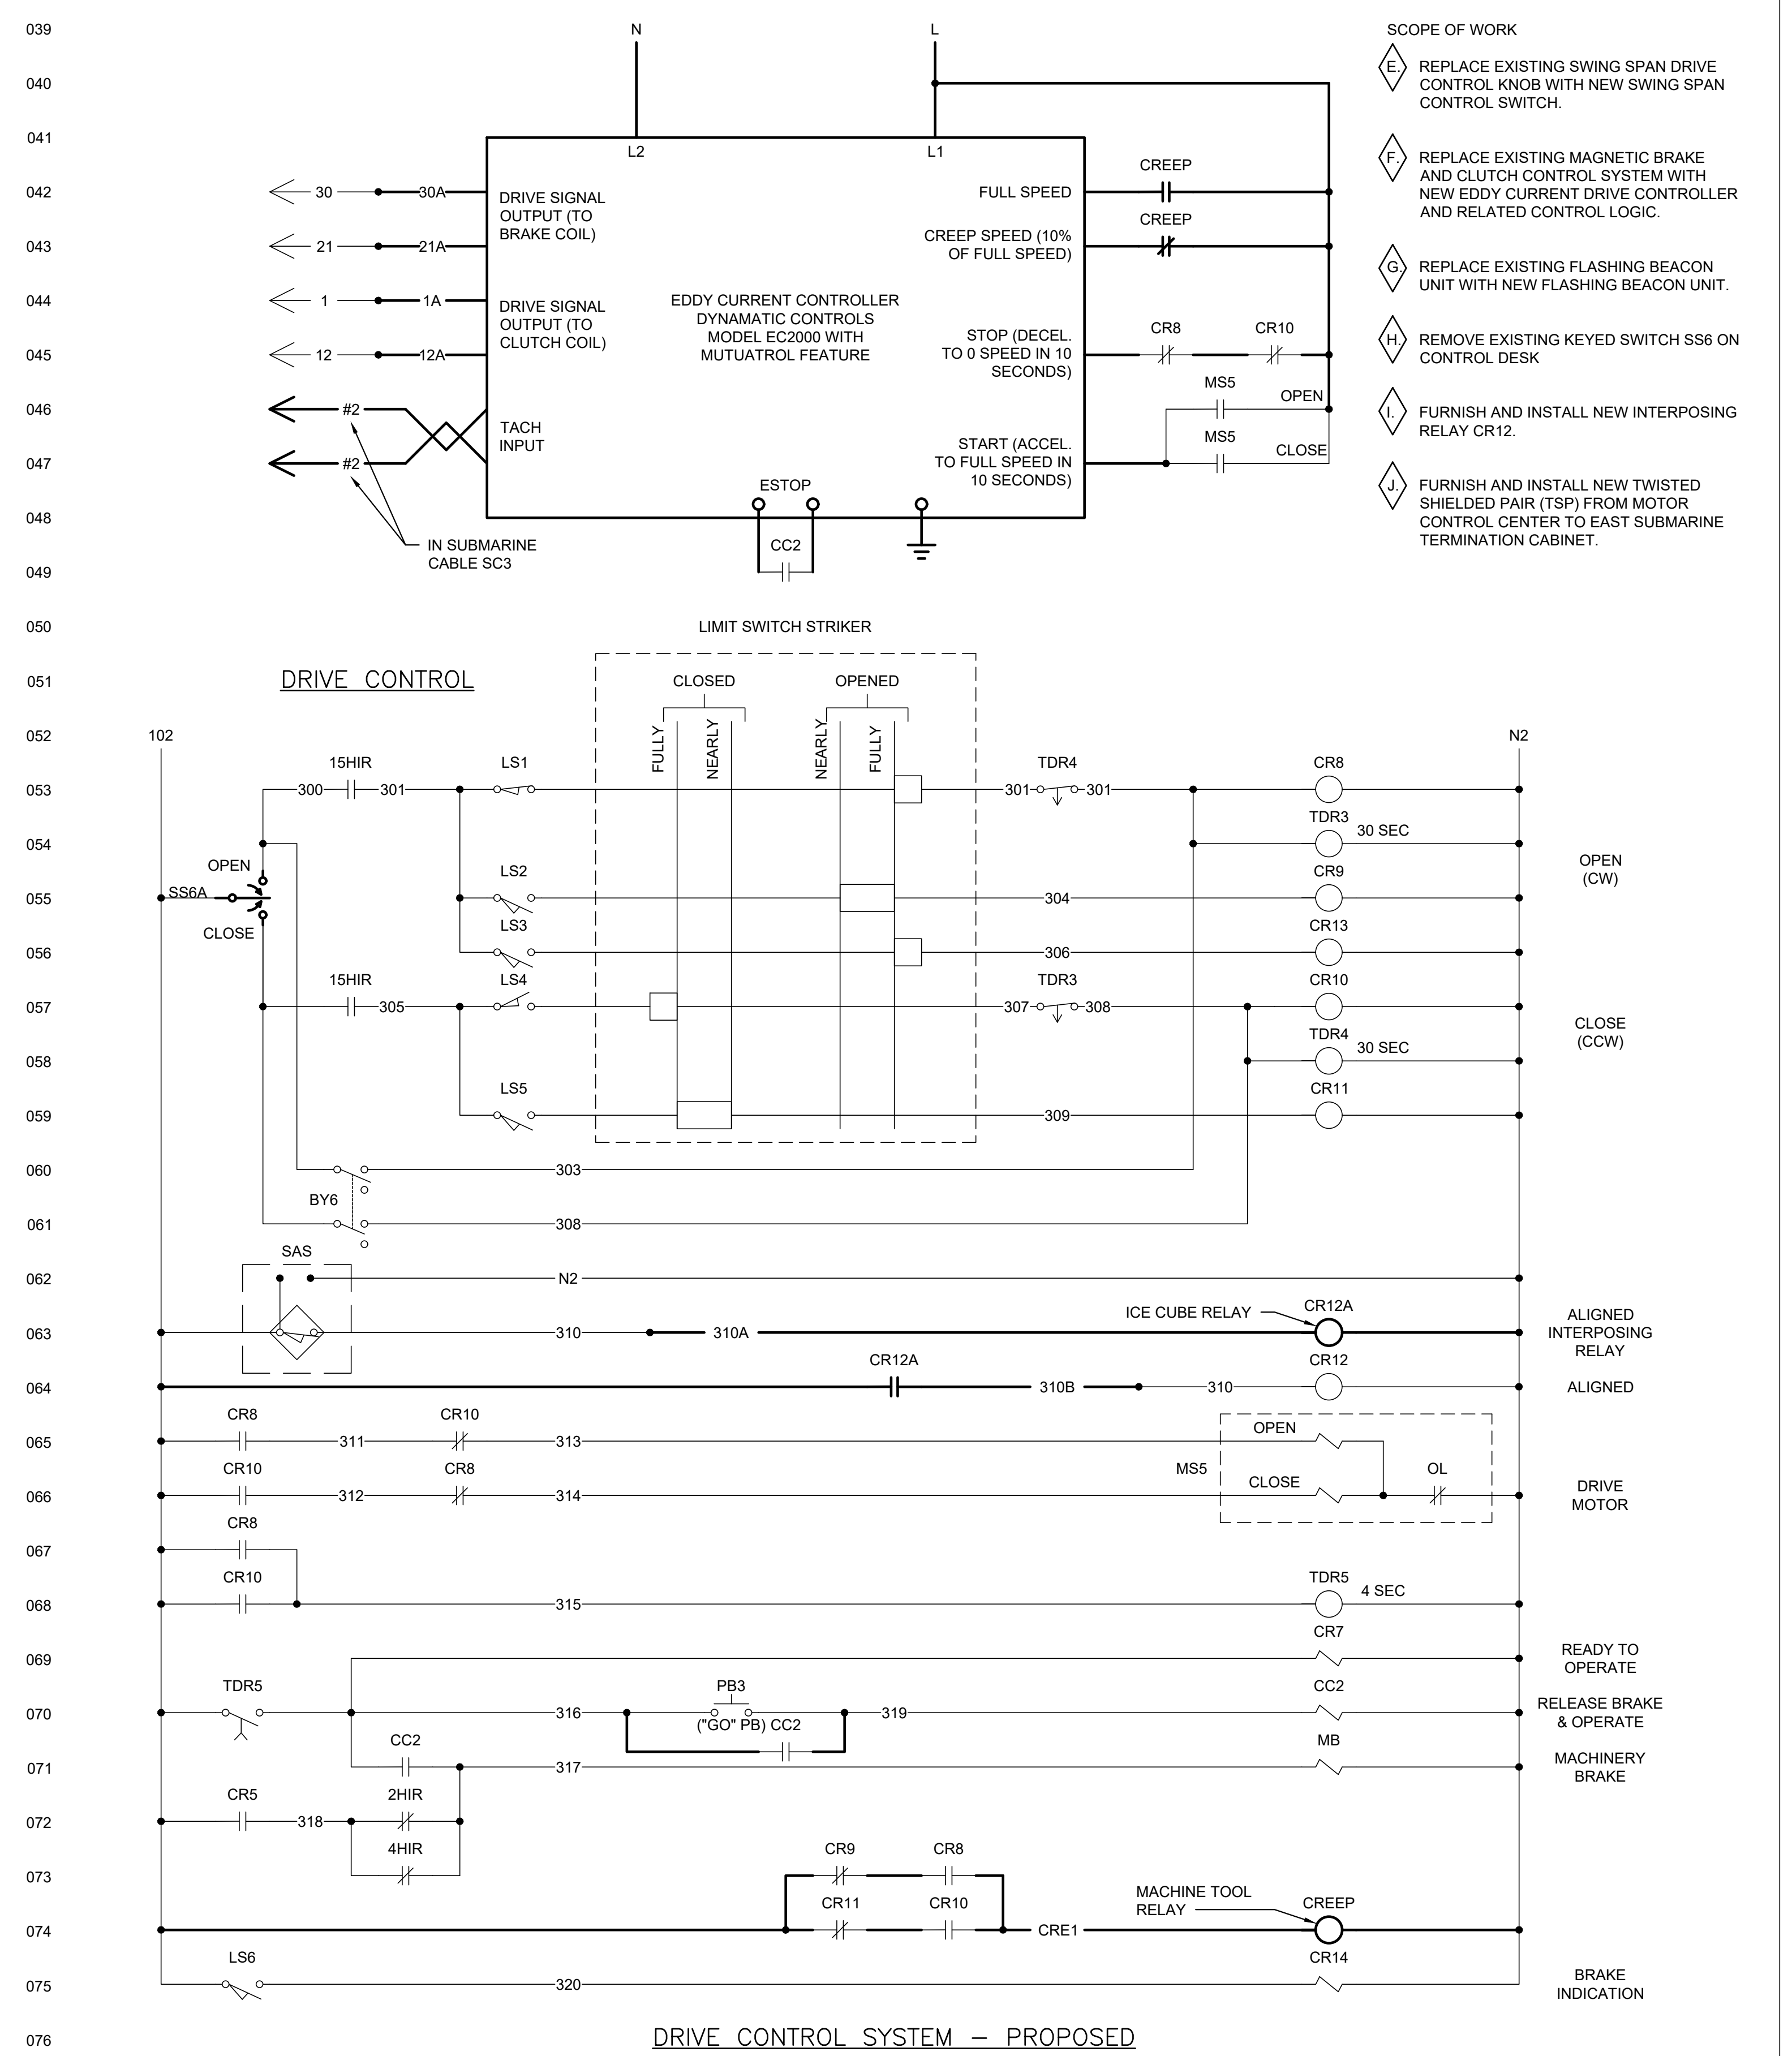 039
N
L
SCOPE OF WORK
E. REPLACE EXISTING SWING SPAN DRIVE
CONTROL KNOB WITH NEW SWING SPAN
CONTROL SWITCH.
040
041
L2
L1
F. REPLACE EXISTING MAGNETIC BRAKE
AND CLUTCH CONTROL SYSTEM WITH
NEW EDDY CURRENT DRIVE CONTROLLER
AND RELATED CONTROL LOGIC.
CREEP
042
30
30A
DRIVE SIGNAL
OUTPUT (TO
BRAKE COIL)
FULL SPEED
CREEP
043
21
21A
CREEP SPEED (10%
OF FULL SPEED)
G. REPLACE EXISTING FLASHING BEACON
UNIT WITH NEW FLASHING BEACON UNIT.
044
1
1A
DRIVE SIGNAL
OUTPUT (TO
CLUTCH COIL)
EDDY CURRENT CONTROLLER
DYNAMATIC CONTROLS
MODEL EC2000 WITH
MUTUATROL FEATURE
STOP (DECEL.
TO 0 SPEED IN 10
SECONDS)
CR8
CR10
H. REMOVE EXISTING KEYED SWITCH SS6 ON
CONTROL DESK
045
12
12A
MS5
OPEN
046
#2
TACH
INPUT
I. FURNISH AND INSTALL NEW INTERPOSING
RELAY CR12.
START (ACCEL.
TO FULL SPEED IN
10 SECONDS)
MS5
CLOSE
047
#2
ESTOP
J. FURNISH AND INSTALL NEW TWISTED
SHIELDED PAIR (TSP) FROM MOTOR
CONTROL CENTER TO EAST SUBMARINE
TERMINATION CABINET.
048
IN SUBMARINE
CABLE SC3
CC2
049
050
LIMIT SWITCH STRIKER
051
DRIVE CONTROL
CLOSED
OPENED
052
102
FULLY
NEARLY
NEARLY
FULLY
N2
15HIR
LS1
TDR4
CR8
053
300
301
301
301
TDR3
30 SEC
054
OPEN
LS2
CR9
OPEN
(CW)
055
SS6A
304
CLOSE
LS3
CR13
056
306
15HIR
LS4
TDR3
CR10
057
305
307
308
CLOSE
(CCW)
TDR4
30 SEC
058
LS5
CR11
059
309
060
303
BY6
061
308
SAS
062
N2
ICE CUBE RELAY
CR12A
063
310
310A
ALIGNED
INTERPOSING
RELAY
CR12A
CR12
064
310B
310
ALIGNED
CR8
CR10
OPEN
065
311
313
CR10
CR8
MS5
CLOSE
OL
066
312
314
DRIVE
MOTOR
CR8
067
CR10
TDR5
4 SEC
068
315
CR7
069
READY TO
OPERATE
TDR5
PB3
CC2
070
316
319
RELEASE BRAKE
& OPERATE
("GO" PB) CC2
CC2
MB
071
317
MACHINERY
BRAKE
CR5
2HIR
072
318
4HIR
CR9
CR8
073
MACHINE TOOL
RELAY
CREEP
CR11
CR10
074
CRE1
LS6
CR14
075
320
BRAKE
INDICATION
076
DRIVE CONTROL SYSTEM – PROPOSED